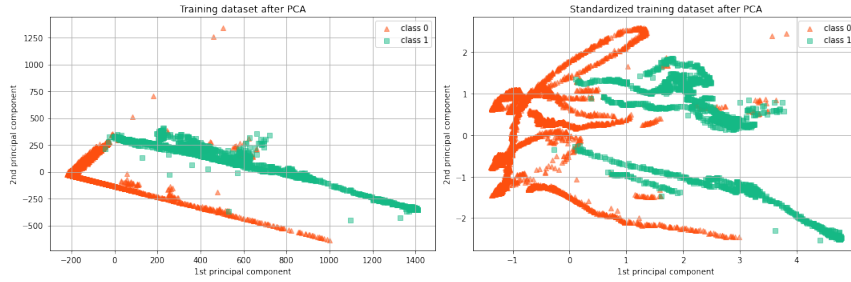 Training dataset after PCA
class 0
class 1
1250
1000
750
500
250
0
−250
−500
−200
0
200
400
600
800
1000
1200
1400
2nd principal component
1st principal component
Standardized training dataset after PCA
class 0
class 1
2
1
0
−1
−2
−1
0
1
2
3
4
2nd principal component
1st principal component